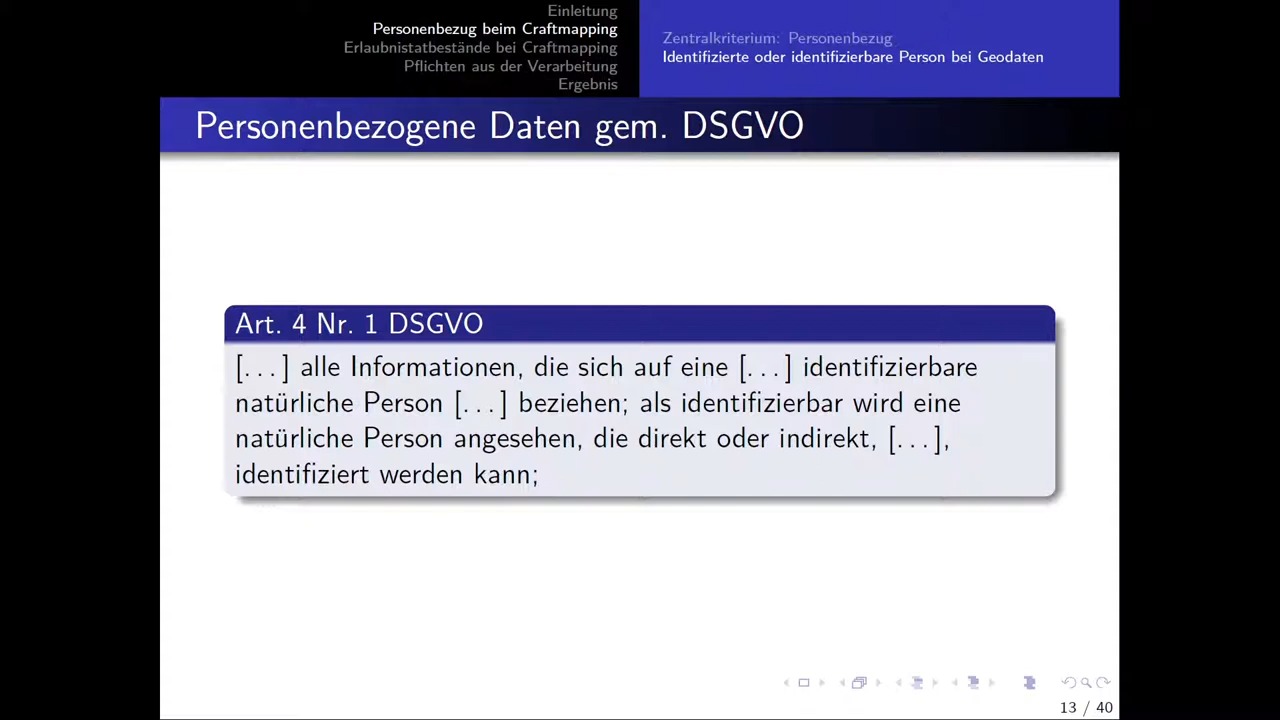 Einleitung
Personenbezug beim Craftmapping
Erlaubnistatbestände bei Craftmapping
Pflichten aus der Verarbeitung
Ergebnis
Zentralkriterium: Personenbezug
Identifizierte oder identifizierbare Person bei Geodaten
Personenbezogene Daten gem. DSGVO
Art. 4 Nr. 1 DSGVO
[...] alle Informationen, die sich auf eine [...] identifizierbare
natürliche Person [...] beziehen; als identifizierbar wird eine
natürliche Person angesehen, die direkt oder indirekt, [...],
identifiziert werden kann;
13 / 40